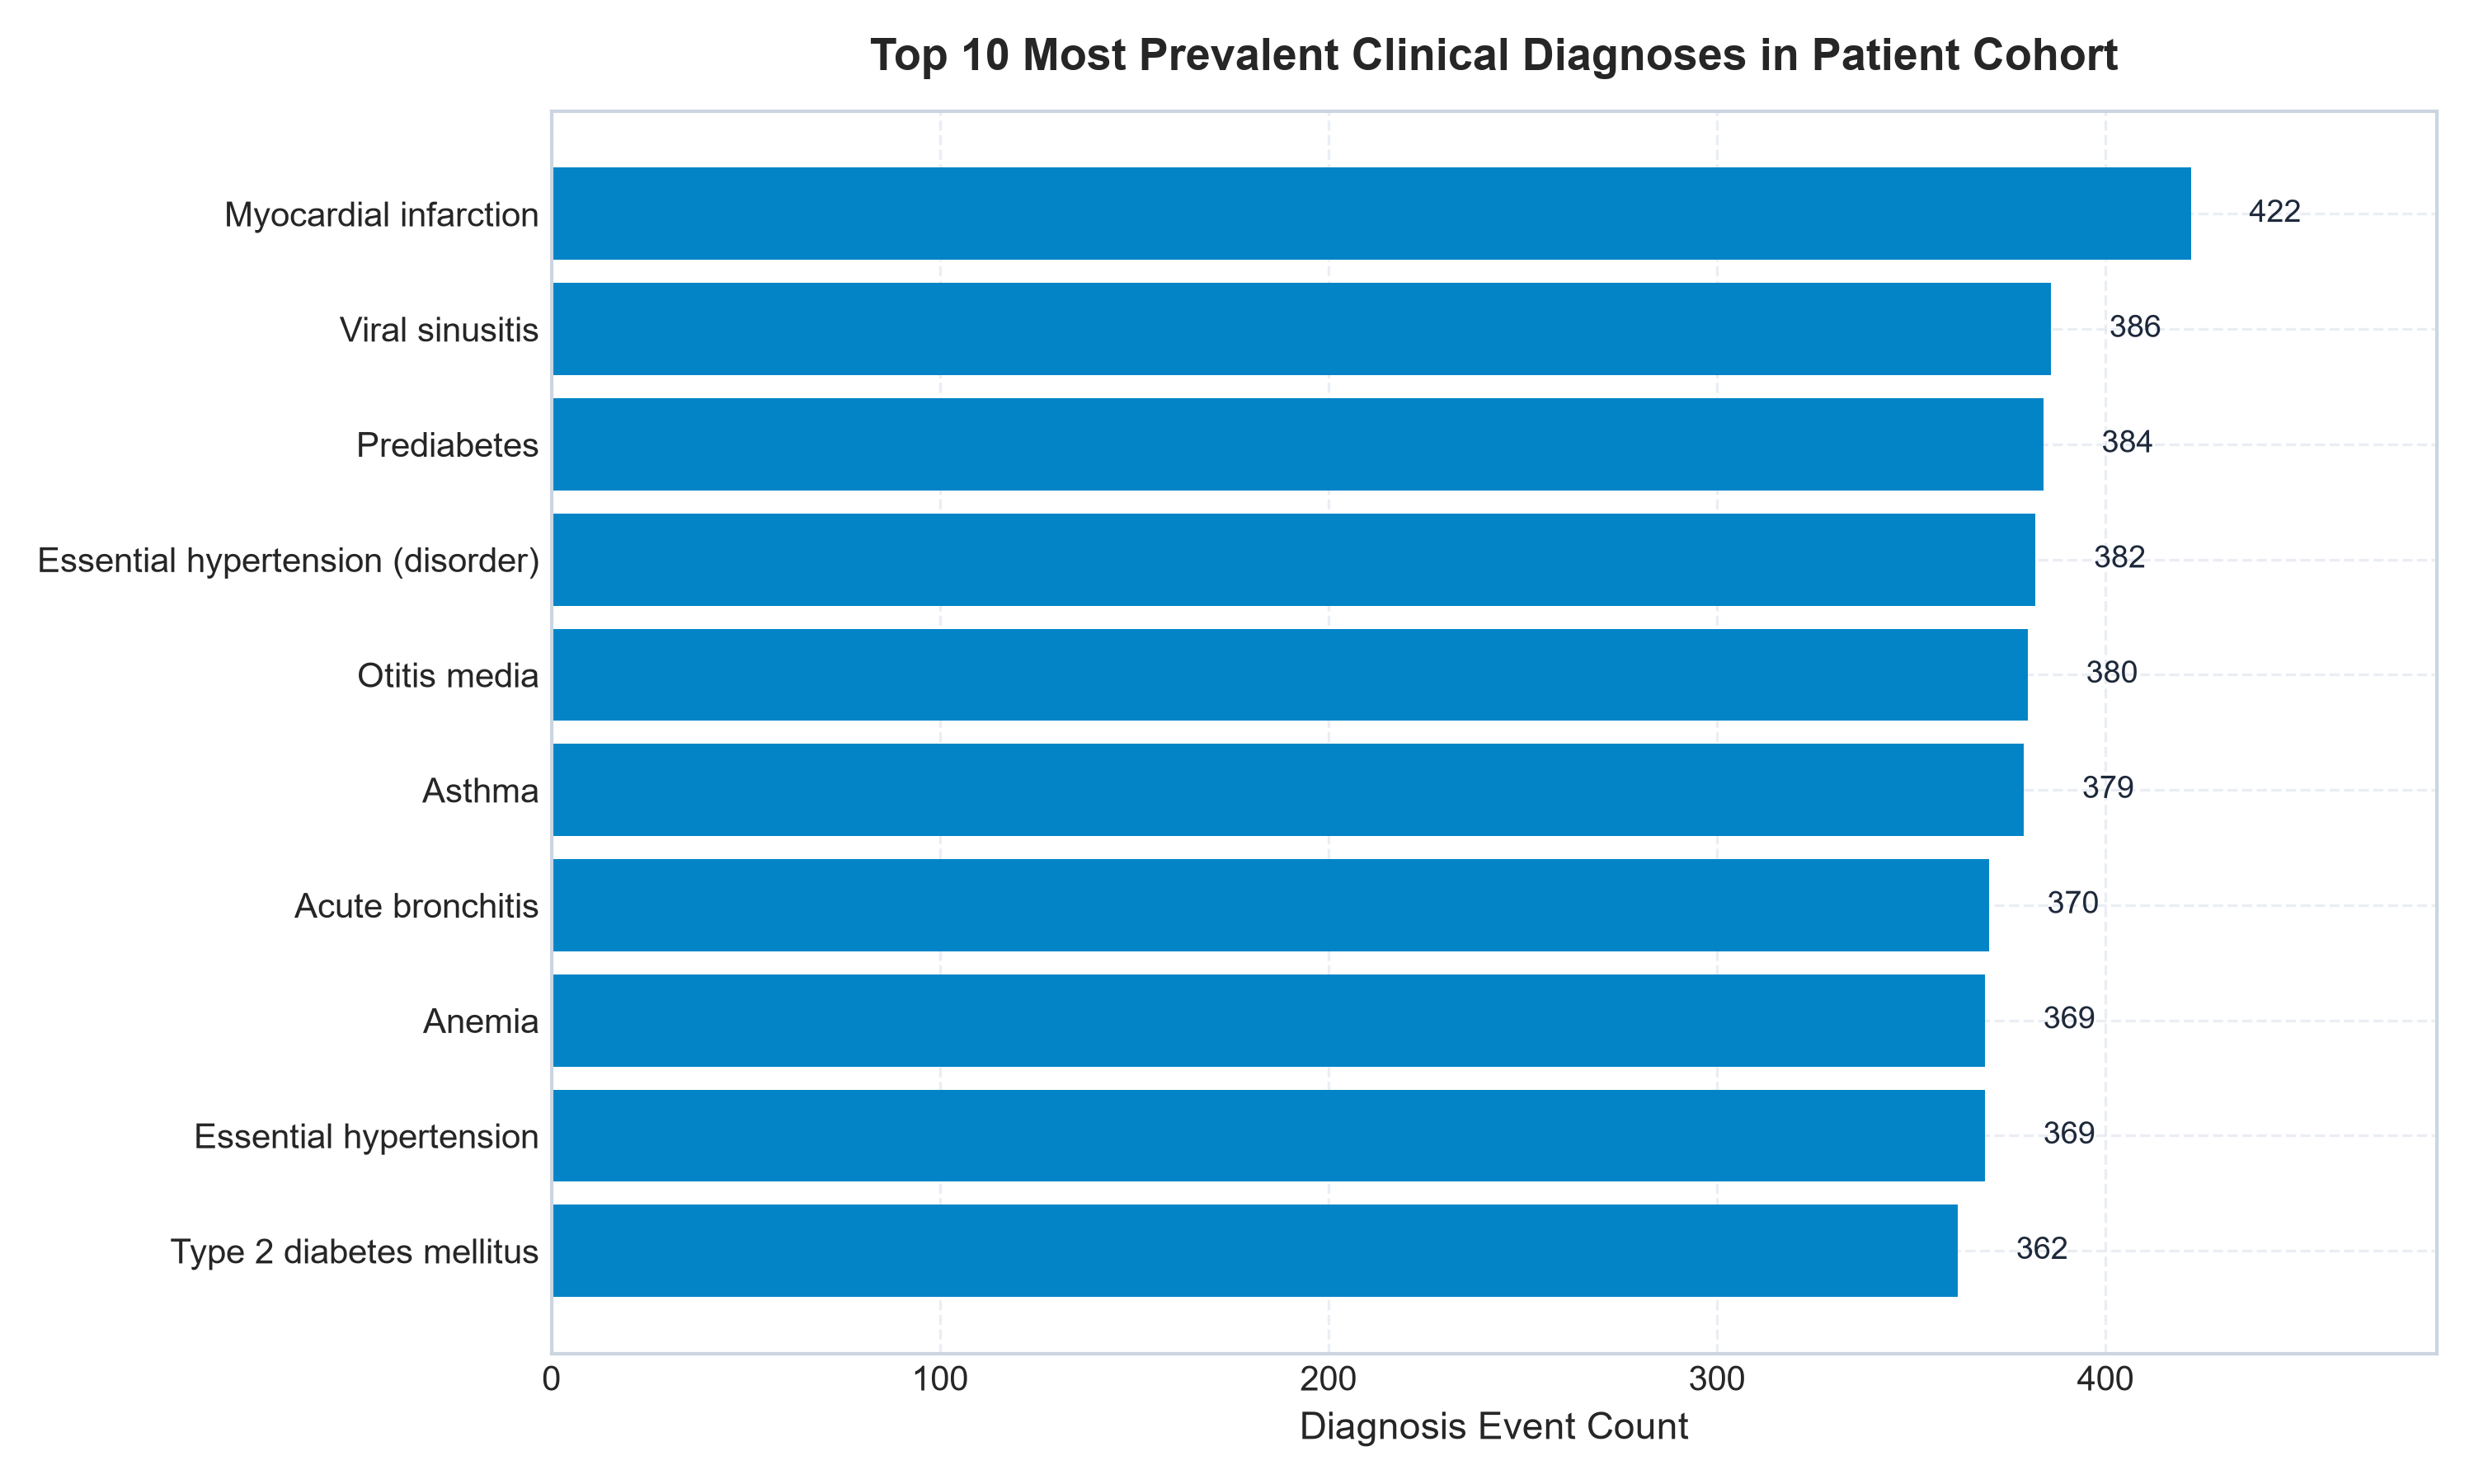 Top 10 Most Prevalent Clinical Diagnoses in Patient Cohort
Myocardial infarction 422
Viral sinusitis 386
Prediabetes 384
Essential hypertension (disorder) 382
Otitis media 380
Asthma 379
Acute bronchitis 370
Anemia 369
Essential hypertension 369
Type 2 diabetes mellitus 362
0 100 200 300 400
Diagnosis Event Count